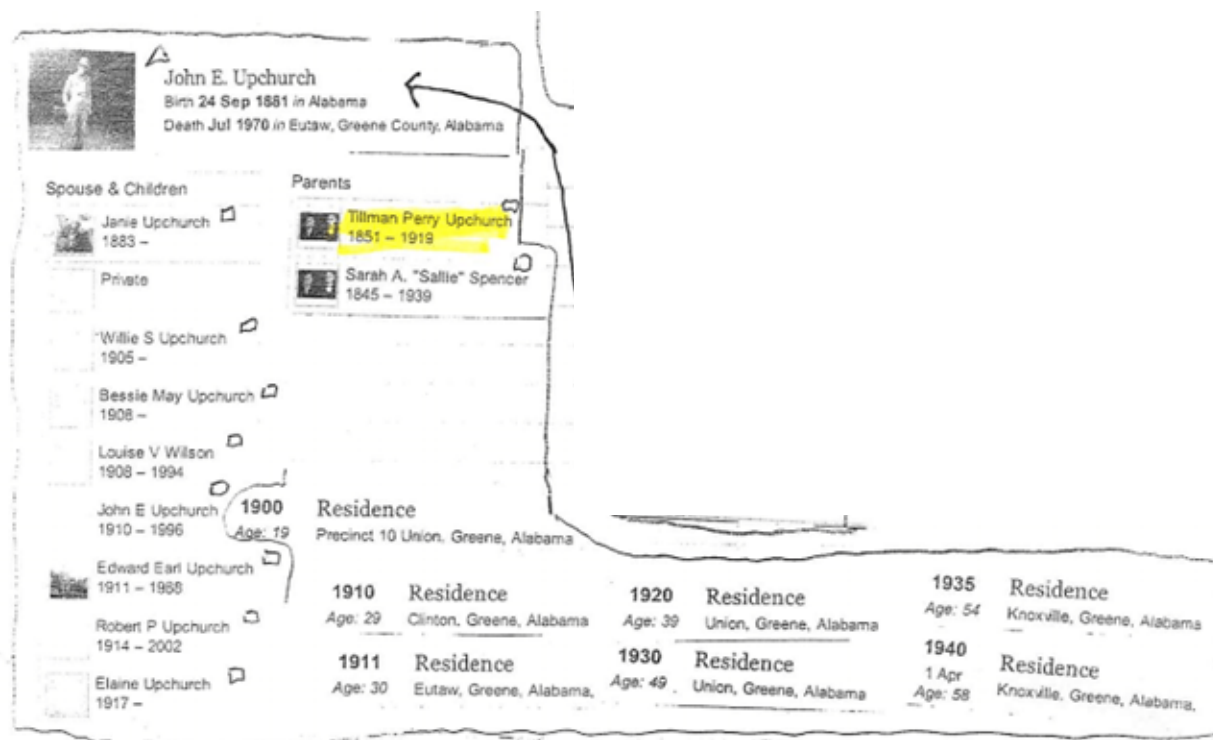 John E. Upchurch
Birth 24 Sep 1881 in Alabama
Death Jul 1970 in Eutaw, Greene County, Alabama
Spouse & Children
Janie Upchurch
1883 –
Private
Willie S Upchurch
1905 –
Bessie May Upchurch
1908 –
Louise V Wilson
1908 – 1994
John E Upchurch
1910 – 1996
Edward Earl Upchurch
1911 – 1988
Robert P Upchurch
1914 – 2002
Elaine Upchurch
1917 –
Parents
Tillman Perry Upchurch
1851 – 1919
Sarah A. "Sallie" Spencer
1845 – 1939
1900 Residence
Age: 19 Precinct 10 Union, Greene, Alabama
1910 Residence
Age: 29 Clinton, Greene, Alabama
1911 Residence
Age: 30 Eutaw, Greene, Alabama,
1920 Residence
Age: 39 Union, Greene, Alabama
1930 Residence
Age: 49 Union, Greene, Alabama
1935 Residence
Age: 54 Knoxville, Greene, Alabama
1940 Residence
1 Apr
Age: 58 Knoxville, Greene, Alabama,